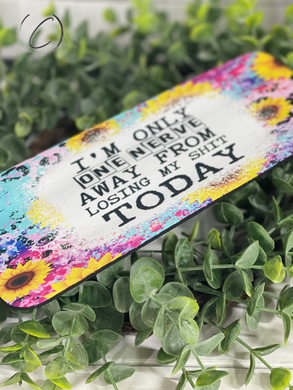 I'M ONLY
ONE NERVE
AWAY FROM
LOSING MY SHIT
TODAY